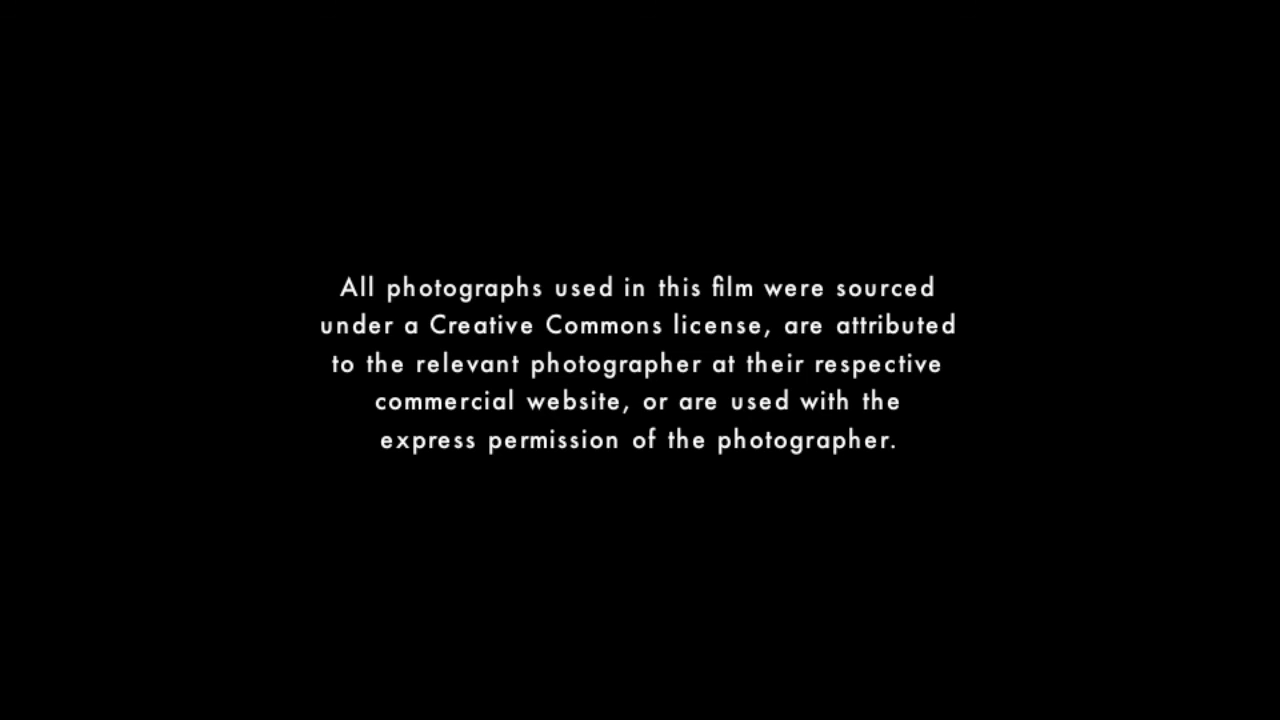 All photographs used in this film were sourced
under a Creative Commons license, are attributed
to the relevant photographer at their respective
commercial website, or are used with the
express permission of the photographer.